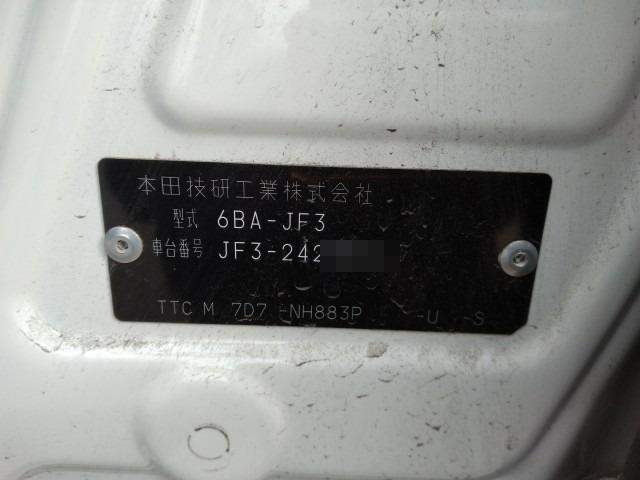 本田技研工業株式会社
型式 6BA-JF3
車台番号 JF3-242
TTC M 7D7 -NH883P -U -S